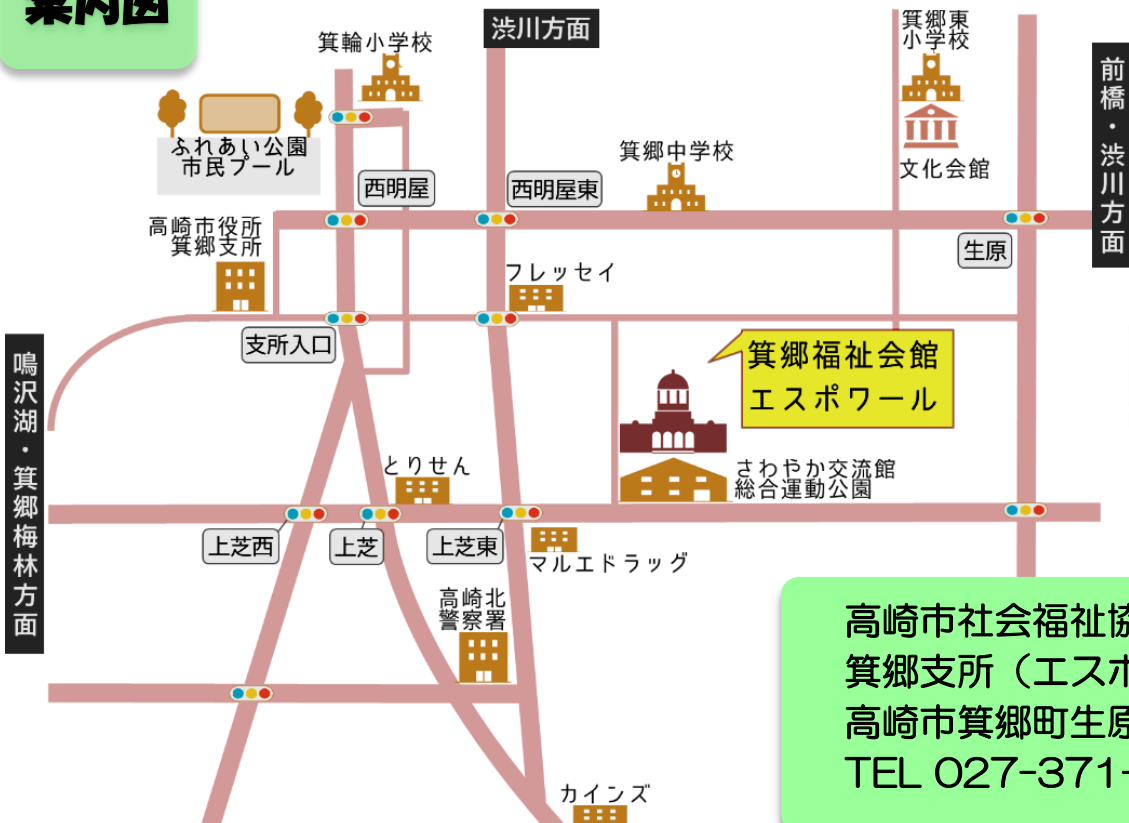 案内図
渋川方面
箕輪小学校
箕郷東
小学校
前橋・渋川方面
ふれあい公園
市民プール
箕郷中学校
文化会館
西明屋
西明屋東
高崎市役所
箕郷支所
生原
フレッセイ
支所入口
箕郷福祉会館
エスポワール
鳴沢湖・箕郷梅林方面
とりせん
さわやか交流館
総合運動公園
上芝西
上芝
上芝東
マルエドラッグ
高崎北
警察署
高崎市社会福祉協
箕郷支所（エスポ
高崎市箕郷町生原
TEL 027-371-
カインズ